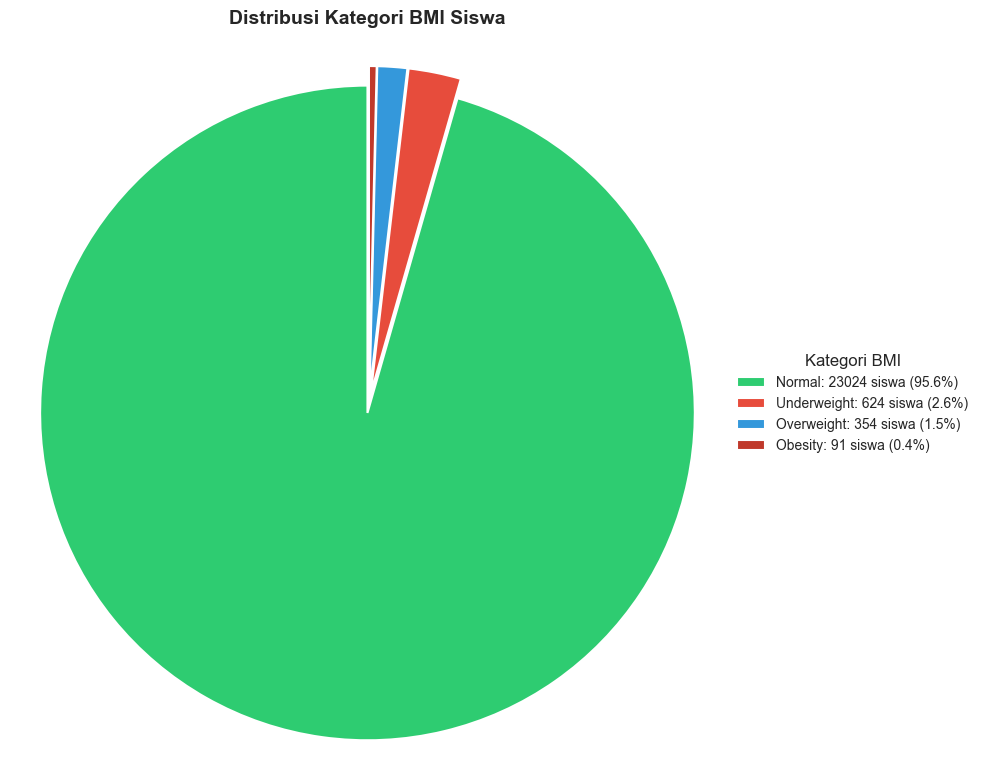 Distribusi Kategori BMI Siswa
Kategori BMI
Normal: 23024 siswa (95.6%)
Underweight: 624 siswa (2.6%)
Overweight: 354 siswa (1.5%)
Obesity: 91 siswa (0.4%)